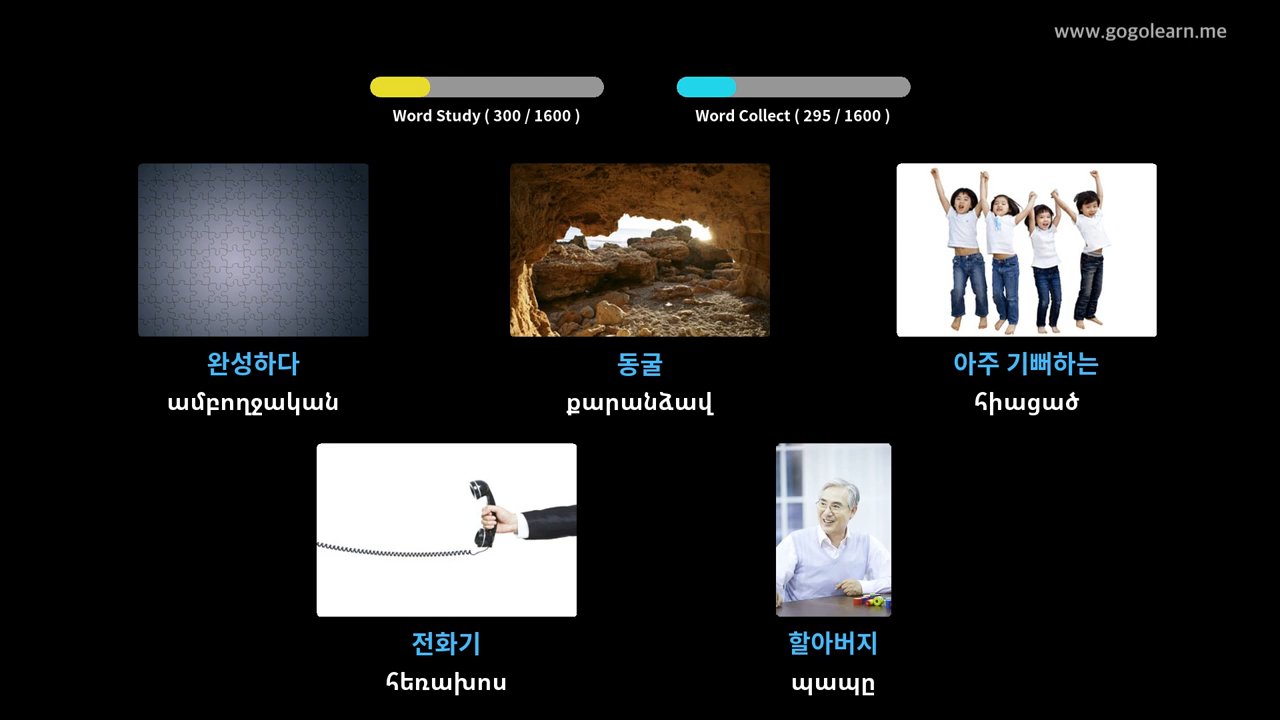 www.gogolearn.me
Word Study ( 300 / 1600 )
Word Collect ( 295 / 1600 )
완성하다
동굴
아주 기뻐하는
ամբողջական
քարանձավ
հիացած
전화기
할아버지
հեռախոս
պապը